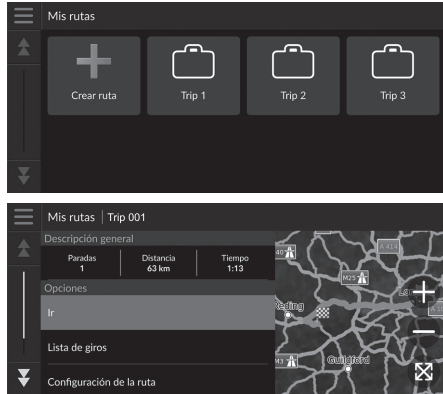 Mis rutas
Crear ruta
Trip 1
Trip 2
Trip 3
Mis rutas | Trip 001
Descripción general
Paradas
1
Distancia
63 km
Tiempo
1:13
Opciones
Ir
Lista de giros
Configuración de la ruta
A 414
M25
Guildford
M3